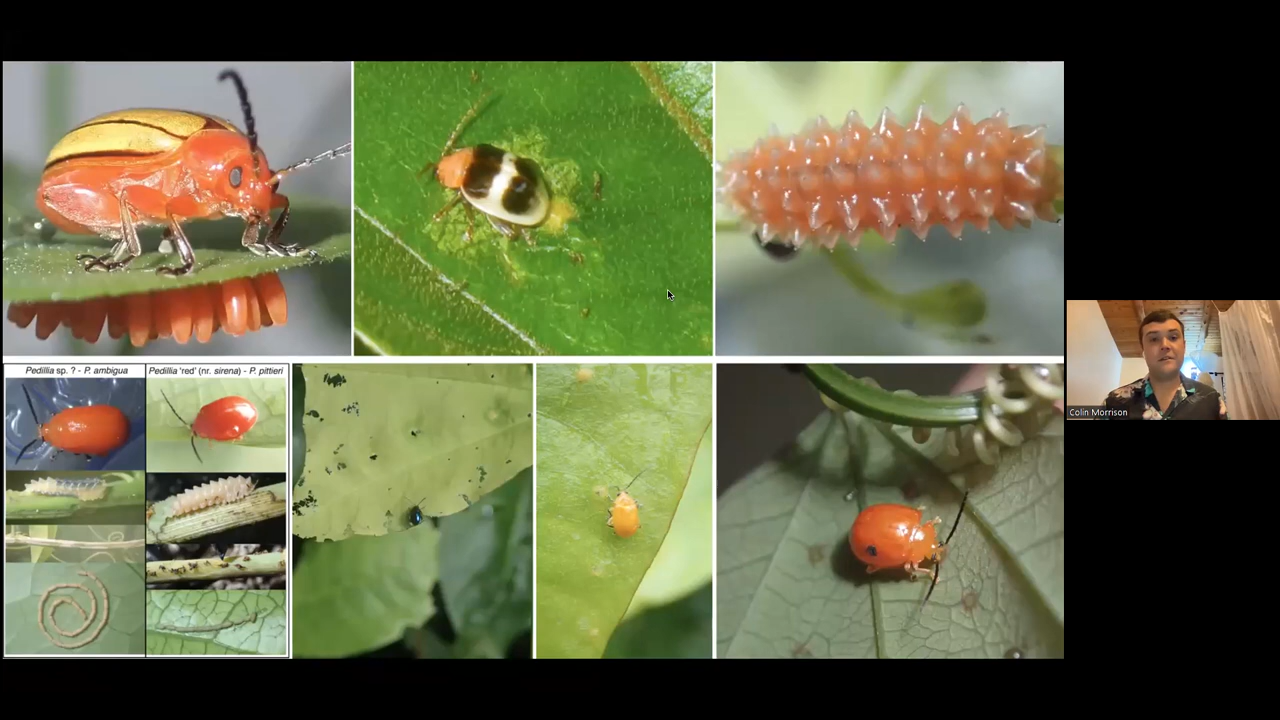 Pedillia sp. ? - P. ambigua
Pedillia 'red' (nr. sirena) - P. pittieri
Colin Morrison